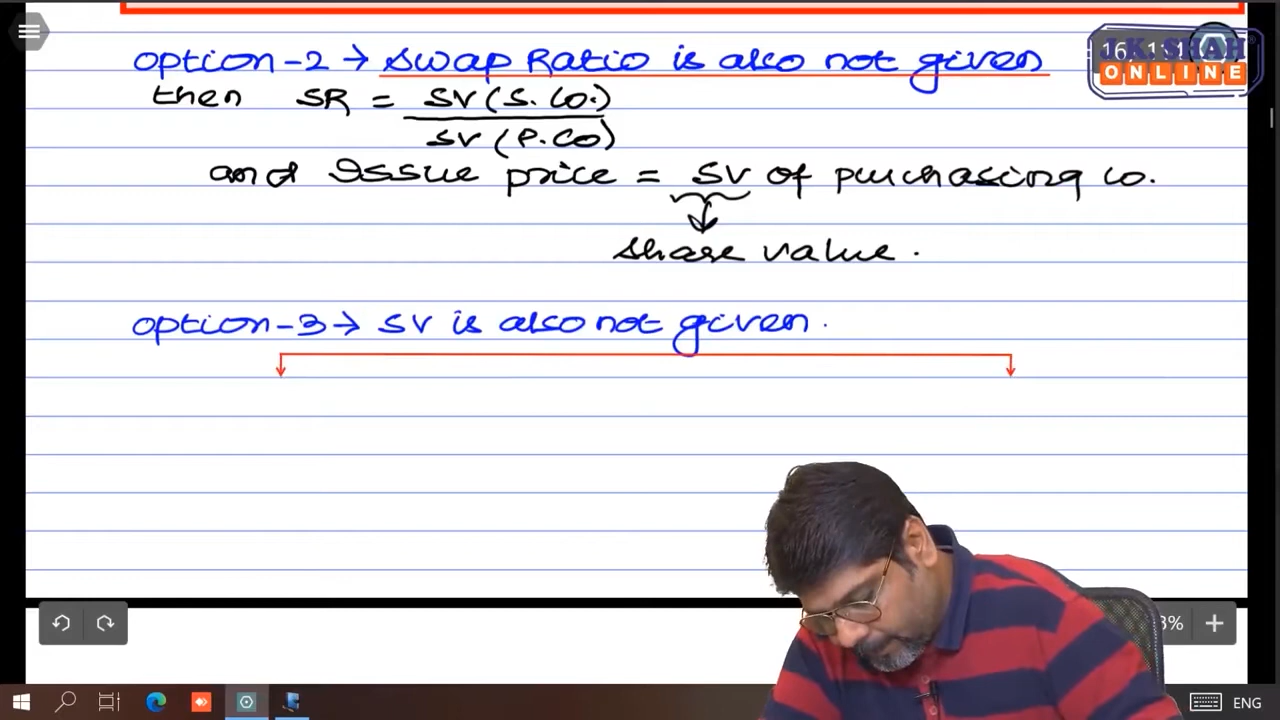 option-2 → Swap Ratio is also not given
then SR = SV (S. Co.)
SV (P. Co)
and Issue price = SV of purchasing co.
Share value.
option-3 → SV is also not given.
ONLINE
%
ENG